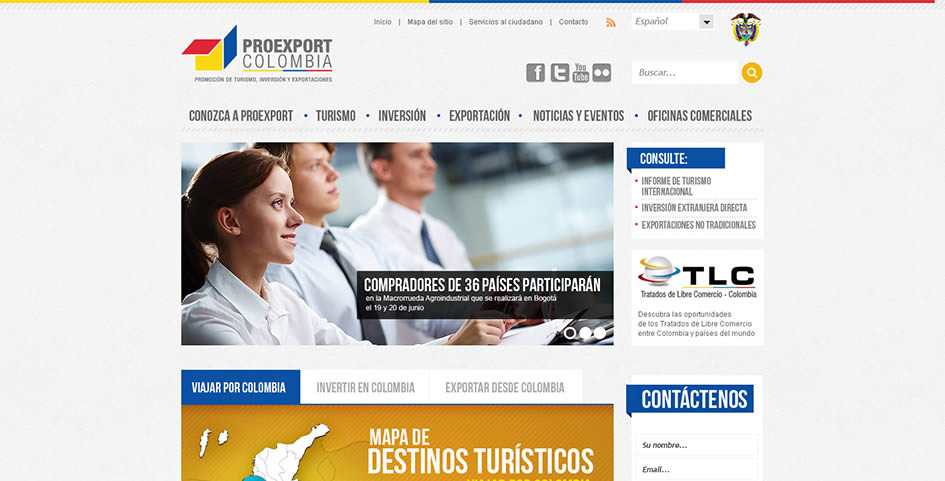 Inicio | Mapa del sitio | Servicios al ciudadano | Contacto
Español
PROEXPORT
COLOMBIA
PROMOCIÓN DE TURISMO, INVERSIÓN Y EXPORTACIONES
f t You Tube
Buscar...
CONOZCA A PROEXPORT • TURISMO • INVERSIÓN • EXPORTACIÓN • NOTICIAS Y EVENTOS • OFICINAS COMERCIALES
COMPRADORES DE 36 PAÍSES PARTICIPARÁN
en la Macrorrueda Agroindustrial que se realizará en Bogotá
el 19 y 20 de junio
CONSULTE:
• INFORME DE TURISMO
INTERNACIONAL
• INVERSIÓN EXTRANJERA DIRECTA
• EXPORTACIONES NO TRADICIONALES
TLC
Tratados de Libre Comercio - Colombia
Descubra las oportunidades
de los Tratados de Libre Comercio
entre Colombia y países del mundo
VIAJAR POR COLOMBIA
INVERTIR EN COLOMBIA
EXPORTAR DESDE COLOMBIA
MAPA DE
DESTINOS TURÍSTICOS
VIAJAR POR COLOMBIA
CONTÁCTENOS
Su nombre...
Email...